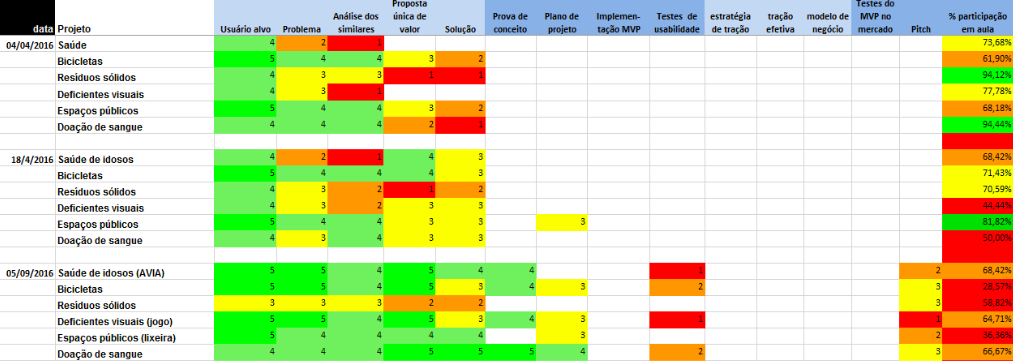 data Projeto Usuário alvo Problema Análise dos similares Proposta única de valor Solução Prova de conceito Plano de projeto Implemen-tação MVP Testes de usabilidade estratégia de tração tração efetiva modelo de negócio Testes do MVP no mercado Pitch % participação em aula
04/04/2016 Saúde 4 2 1 73,68%
Bicicletas 5 4 4 3 2 61,90%
Residuos sólidos 4 3 3 1 1 94,12%
Deficientes visuais 4 3 1 77,78%
Espaços públicos 5 4 4 3 2 68,18%
Doação de sangue 4 4 4 2 1 94,44%
18/4/2016 Saúde de idosos 4 2 1 4 3 68,42%
Bicicletas 5 4 4 4 3 71,43%
Residuos sólidos 4 3 2 1 2 70,59%
Deficientes visuais 4 3 2 3 3 44,44%
Espaços públicos 5 4 4 3 3 3 81,82%
Doação de sangue 4 3 4 3 3 50,00%
05/09/2016 Saúde de idosos (AVIA) 5 5 4 5 4 4 1 2 68,42%
Bicicletas 5 5 4 5 3 4 3 2 3 28,57%
Residuos sólidos 3 3 3 2 2 3 58,82%
Deficientes visuais (jogo) 5 5 4 5 3 4 3 1 1 64,71%
Espaços públicos (lixeira) 5 4 4 4 4 3 2 36,36%
Doação de sangue 4 4 4 5 5 5 4 2 3 66,67%